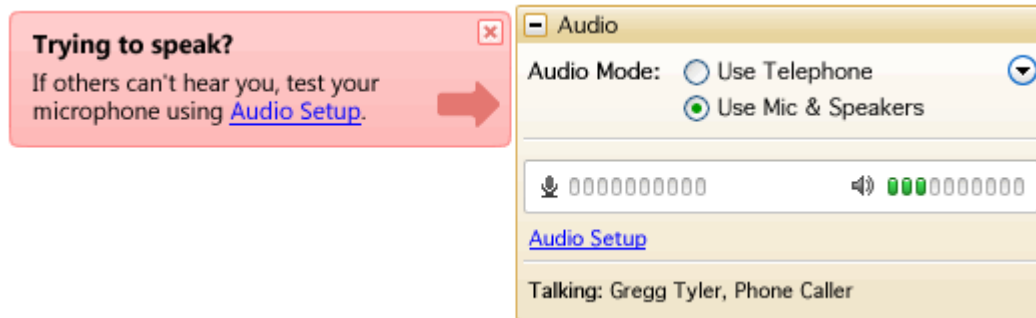 Trying to speak?
If others can't hear you, test your
microphone using Audio Setup.
Audio
Audio Mode: Use Telephone
Use Mic & Speakers
Audio Setup
Talking: Gregg Tyler, Phone Caller